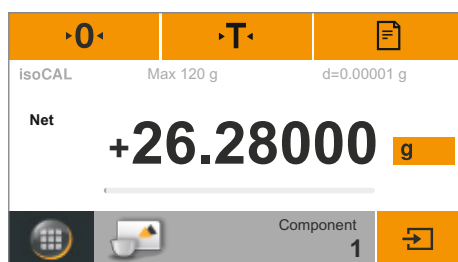 0 T
isoCAL Max 120 g d=0.00001 g
Net
+26.28000 g
Component
1